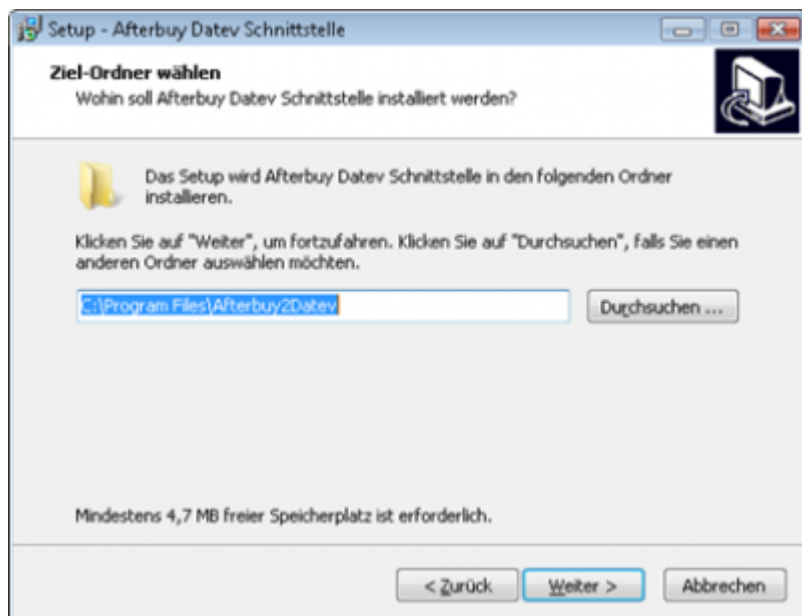 Setup - Afterbuy Datev Schnittstelle
Ziel-Ordner wählen
Wohin soll Afterbuy Datev Schnittstelle installiert werden?
Das Setup wird Afterbuy Datev Schnittstelle in den folgenden Ordner
installieren.
Klicken Sie auf "Weiter", um fortzufahren. Klicken Sie auf "Durchsuchen", falls Sie einen
anderen Ordner auswählen möchten.
C:\Program Files\Afterbuy2Datev
Durchsuchen ...
Mindestens 4,7 MB freier Speicherplatz ist erforderlich.
< Zurück
Weiter >
Abbrechen